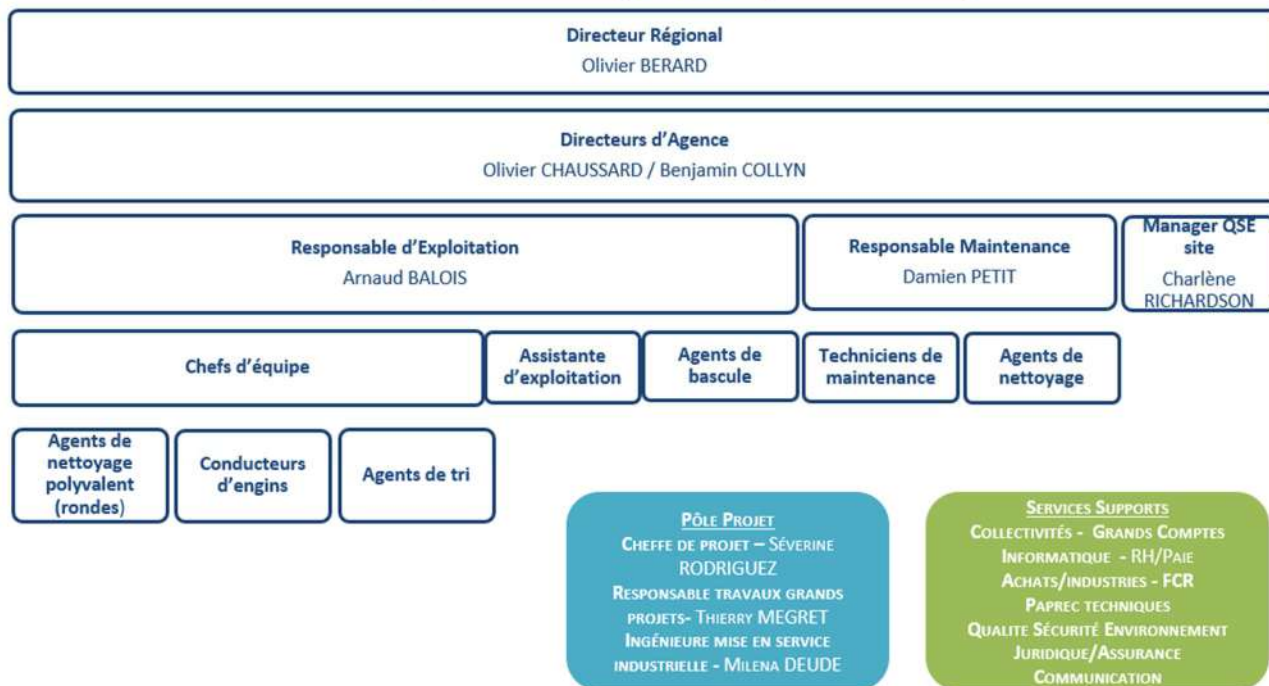 Directeur Régional
Olivier BERARD
Directeurs d'Agence
Olivier CHAUSSARD / Benjamin COLLYN
Responsable d'Exploitation
Arnaud BALOIS
Responsable Maintenance
Damien PETIT
Manager QSE
site
Charlène
RICHARDSON
Chefs d'équipe
Assistante
d'exploitation
Agents de
bascule
Techniciens de
maintenance
Agents de
nettoyage
Agents de
nettoyage
polyvalent
(rondes)
Conducteurs
d'engins
Agents de tri
PÔLE PROJET
CHEFFE DE PROJET – SÉVERINE
RODRIGUEZ
RESPONSABLE TRAVAUX GRANDS
PROJETS- THIERRY MEGRET
INGÉNIEURE MISE EN SERVICE
INDUSTRIELLE - MILENA DEUDE
SERVICES SUPPORTS
COLLECTIVITÉS - GRANDS COMPTES
INFORMATIQUE - RH/PAIE
ACHATS/INDUSTRIES - FCR
PAPREC TECHNIQUES
QUALITE SÉCURITÉ ENVIRONNEMENT
JURIDIQUE/ASSURANCE
COMMUNICATION